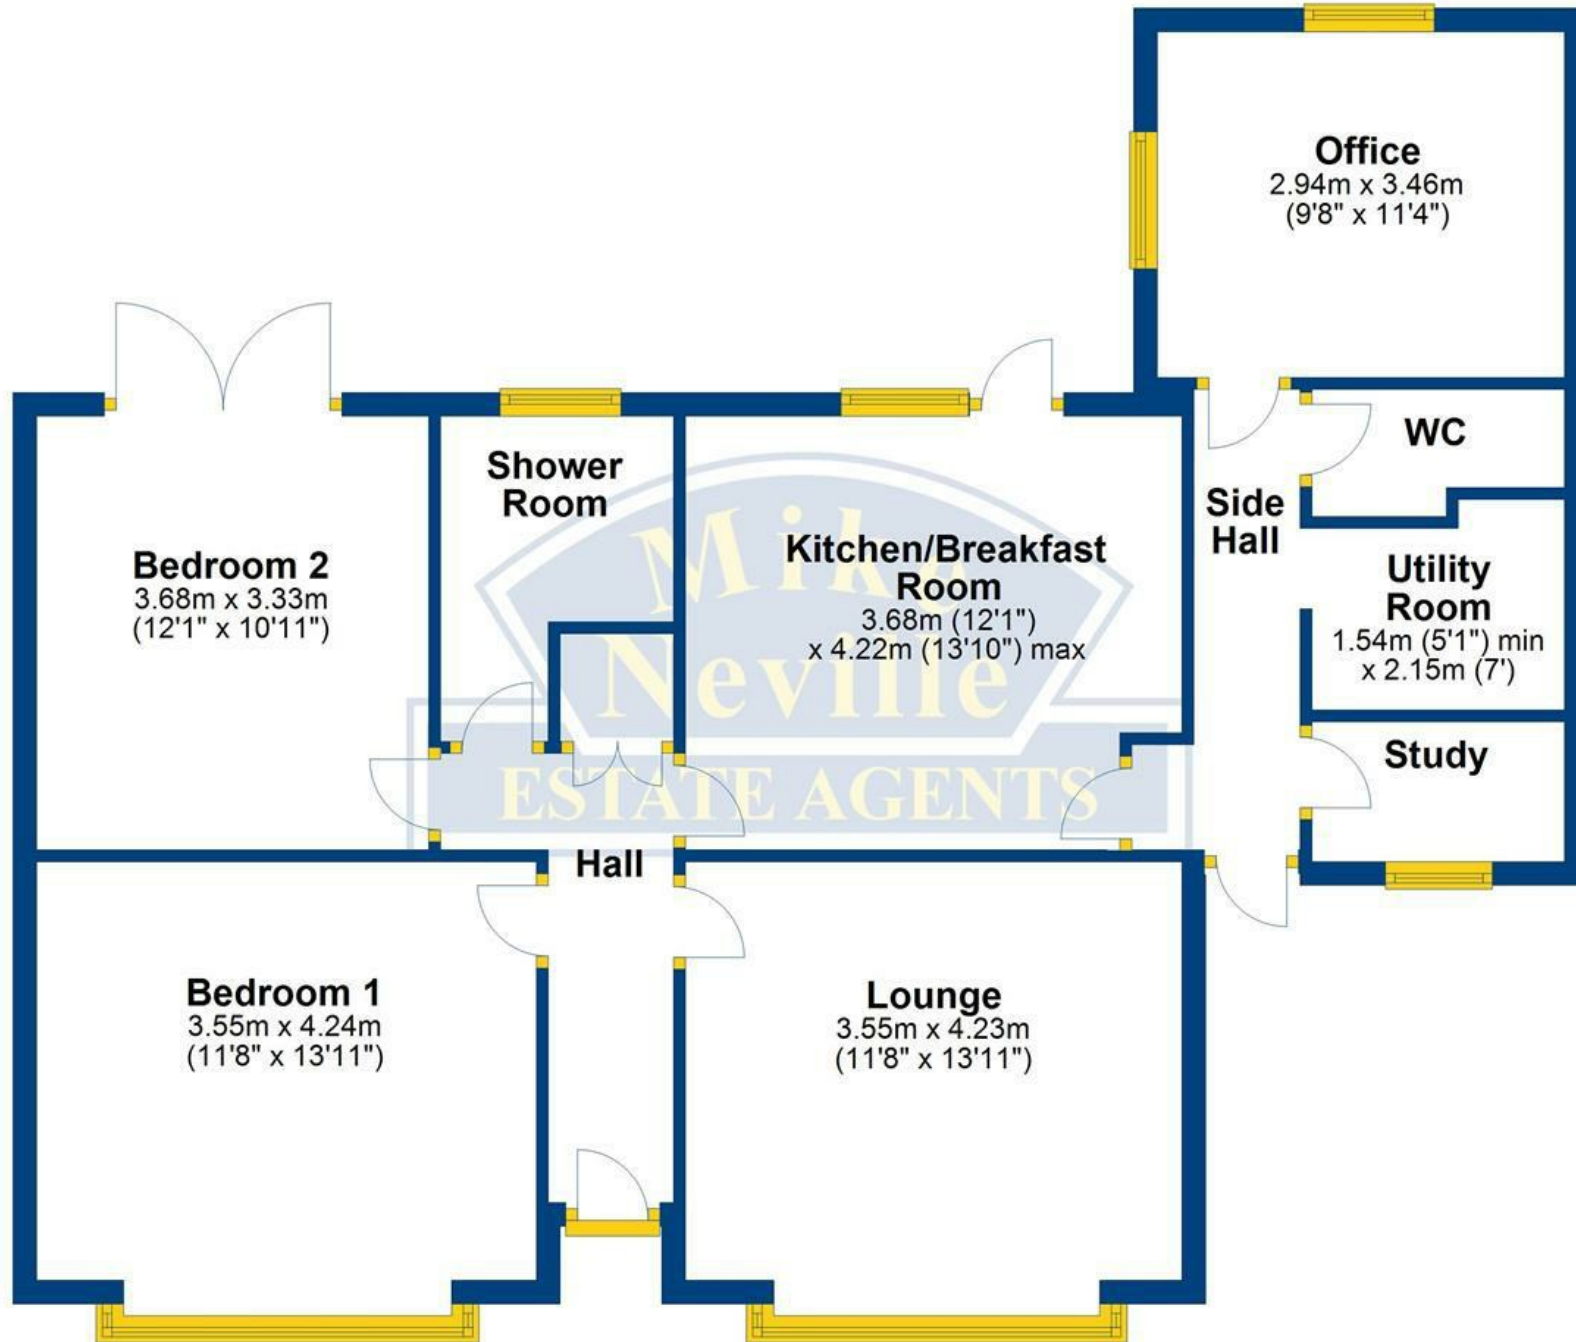 Office
2.94m x 3.46m
(9'8" x 11'4")
WC
Shower
Room
Side
Hall
Bedroom 2
3.68m x 3.33m
(12'1" x 10'11")
Kitchen/Breakfast
Room
3.68m (12'1")
x 4.22m (13'10") max
Utility
Room
1.54m (5'1") min
x 2.15m (7')
Mike
Neville
ESTATE AGENTS
Study
Hall
Bedroom 1
3.55m x 4.24m
(11'8" x 13'11")
Lounge
3.55m x 4.23m
(11'8" x 13'11")